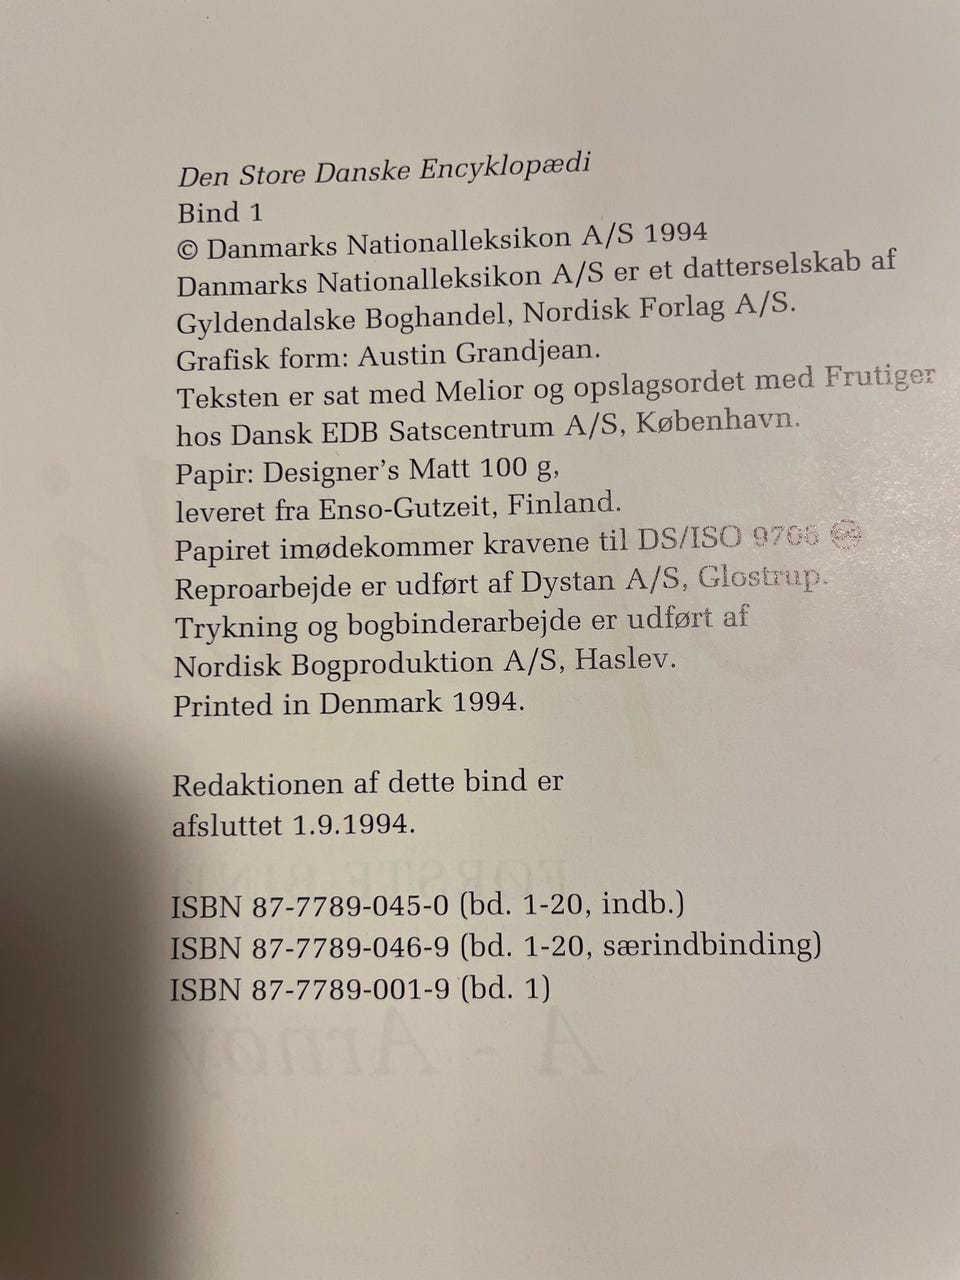 Den Store Danske Encyklopædi
Bind 1
© Danmarks Nationalleksikon A/S 1994
Danmarks Nationalleksikon A/S er et datterselskab af
Gyldendalske Boghandel, Nordisk Forlag A/S.
Grafisk form: Austin Grandjean.
Teksten er sat med Melior og opslagsordet med Frutiger
hos Dansk EDB Satscentrum A/S, København.
Papir: Designer's Matt 100 g,
leveret fra Enso-Gutzeit, Finland.
Papiret imødekommer kravene til DS/ISO 9706 ♾
Reproarbejde er udført af Dystan A/S, Glostrup.
Trykning og bogbinderarbejde er udført af
Nordisk Bogproduktion A/S, Haslev.
Printed in Denmark 1994.
Redaktionen af dette bind er
afsluttet 1.9.1994.
FØRSTE BIND
ISBN 87-7789-045-0 (bd. 1-20, indb.)
ISBN 87-7789-046-9 (bd. 1-20, særindbinding)
ISBN 87-7789-001-9 (bd. 1)
A - Arnøy